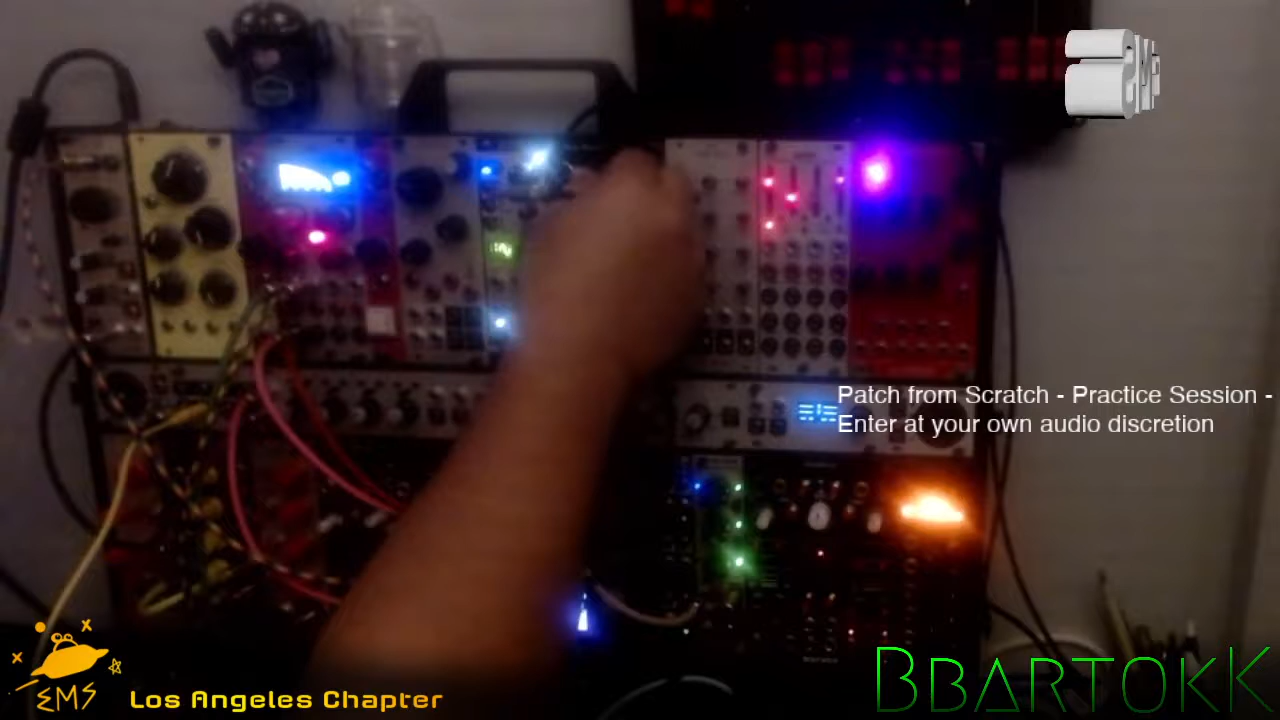 Patch from Scratch - Practice Session -
Enter at your own audio discretion
EMS
Los Angeles Chapter
BBARTOKK